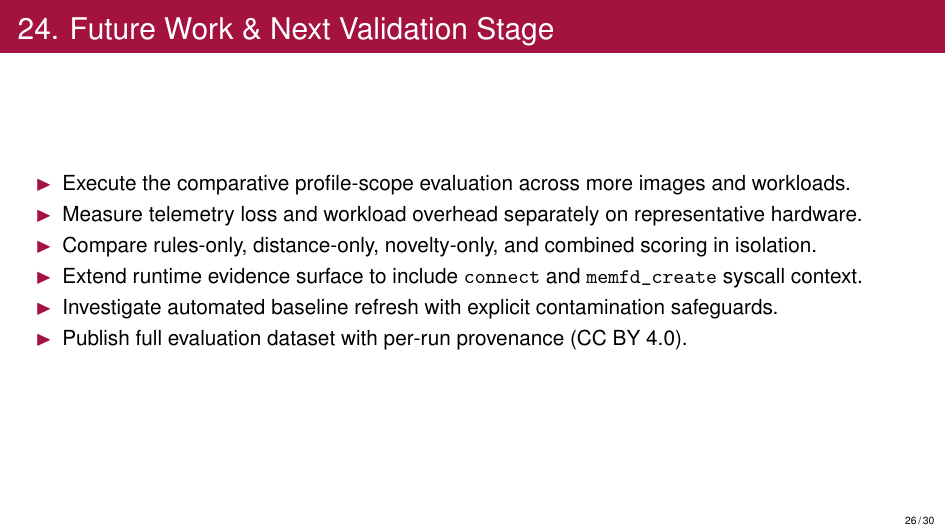 24. Future Work & Next Validation Stage
Execute the comparative profile-scope evaluation across more images and workloads.
Measure telemetry loss and workload overhead separately on representative hardware.
Compare rules-only, distance-only, novelty-only, and combined scoring in isolation.
Extend runtime evidence surface to include connect and memfd_create syscall context.
Investigate automated baseline refresh with explicit contamination safeguards.
Publish full evaluation dataset with per-run provenance (CC BY 4.0).
26 / 30